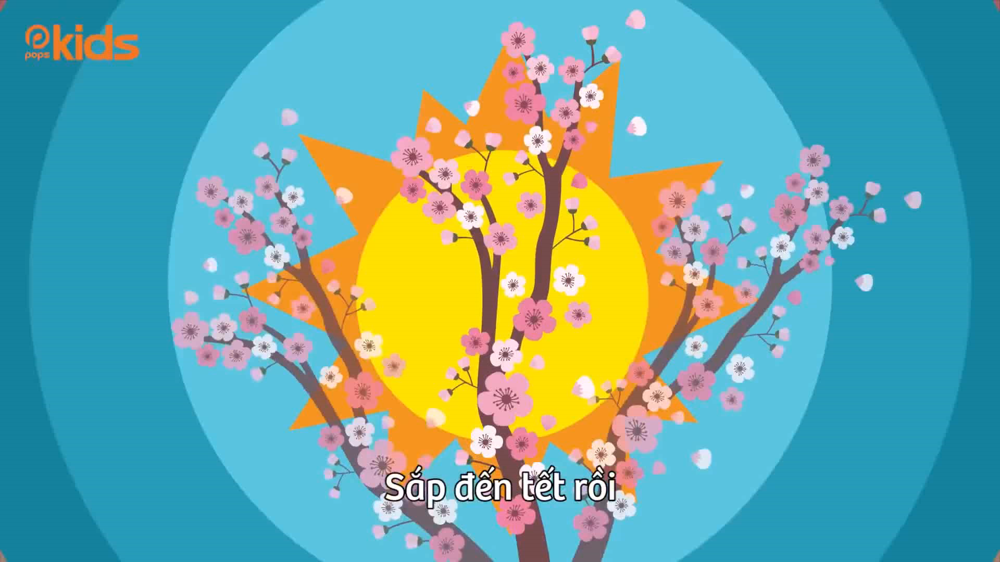 pops kids
Sắp đến tết rồi